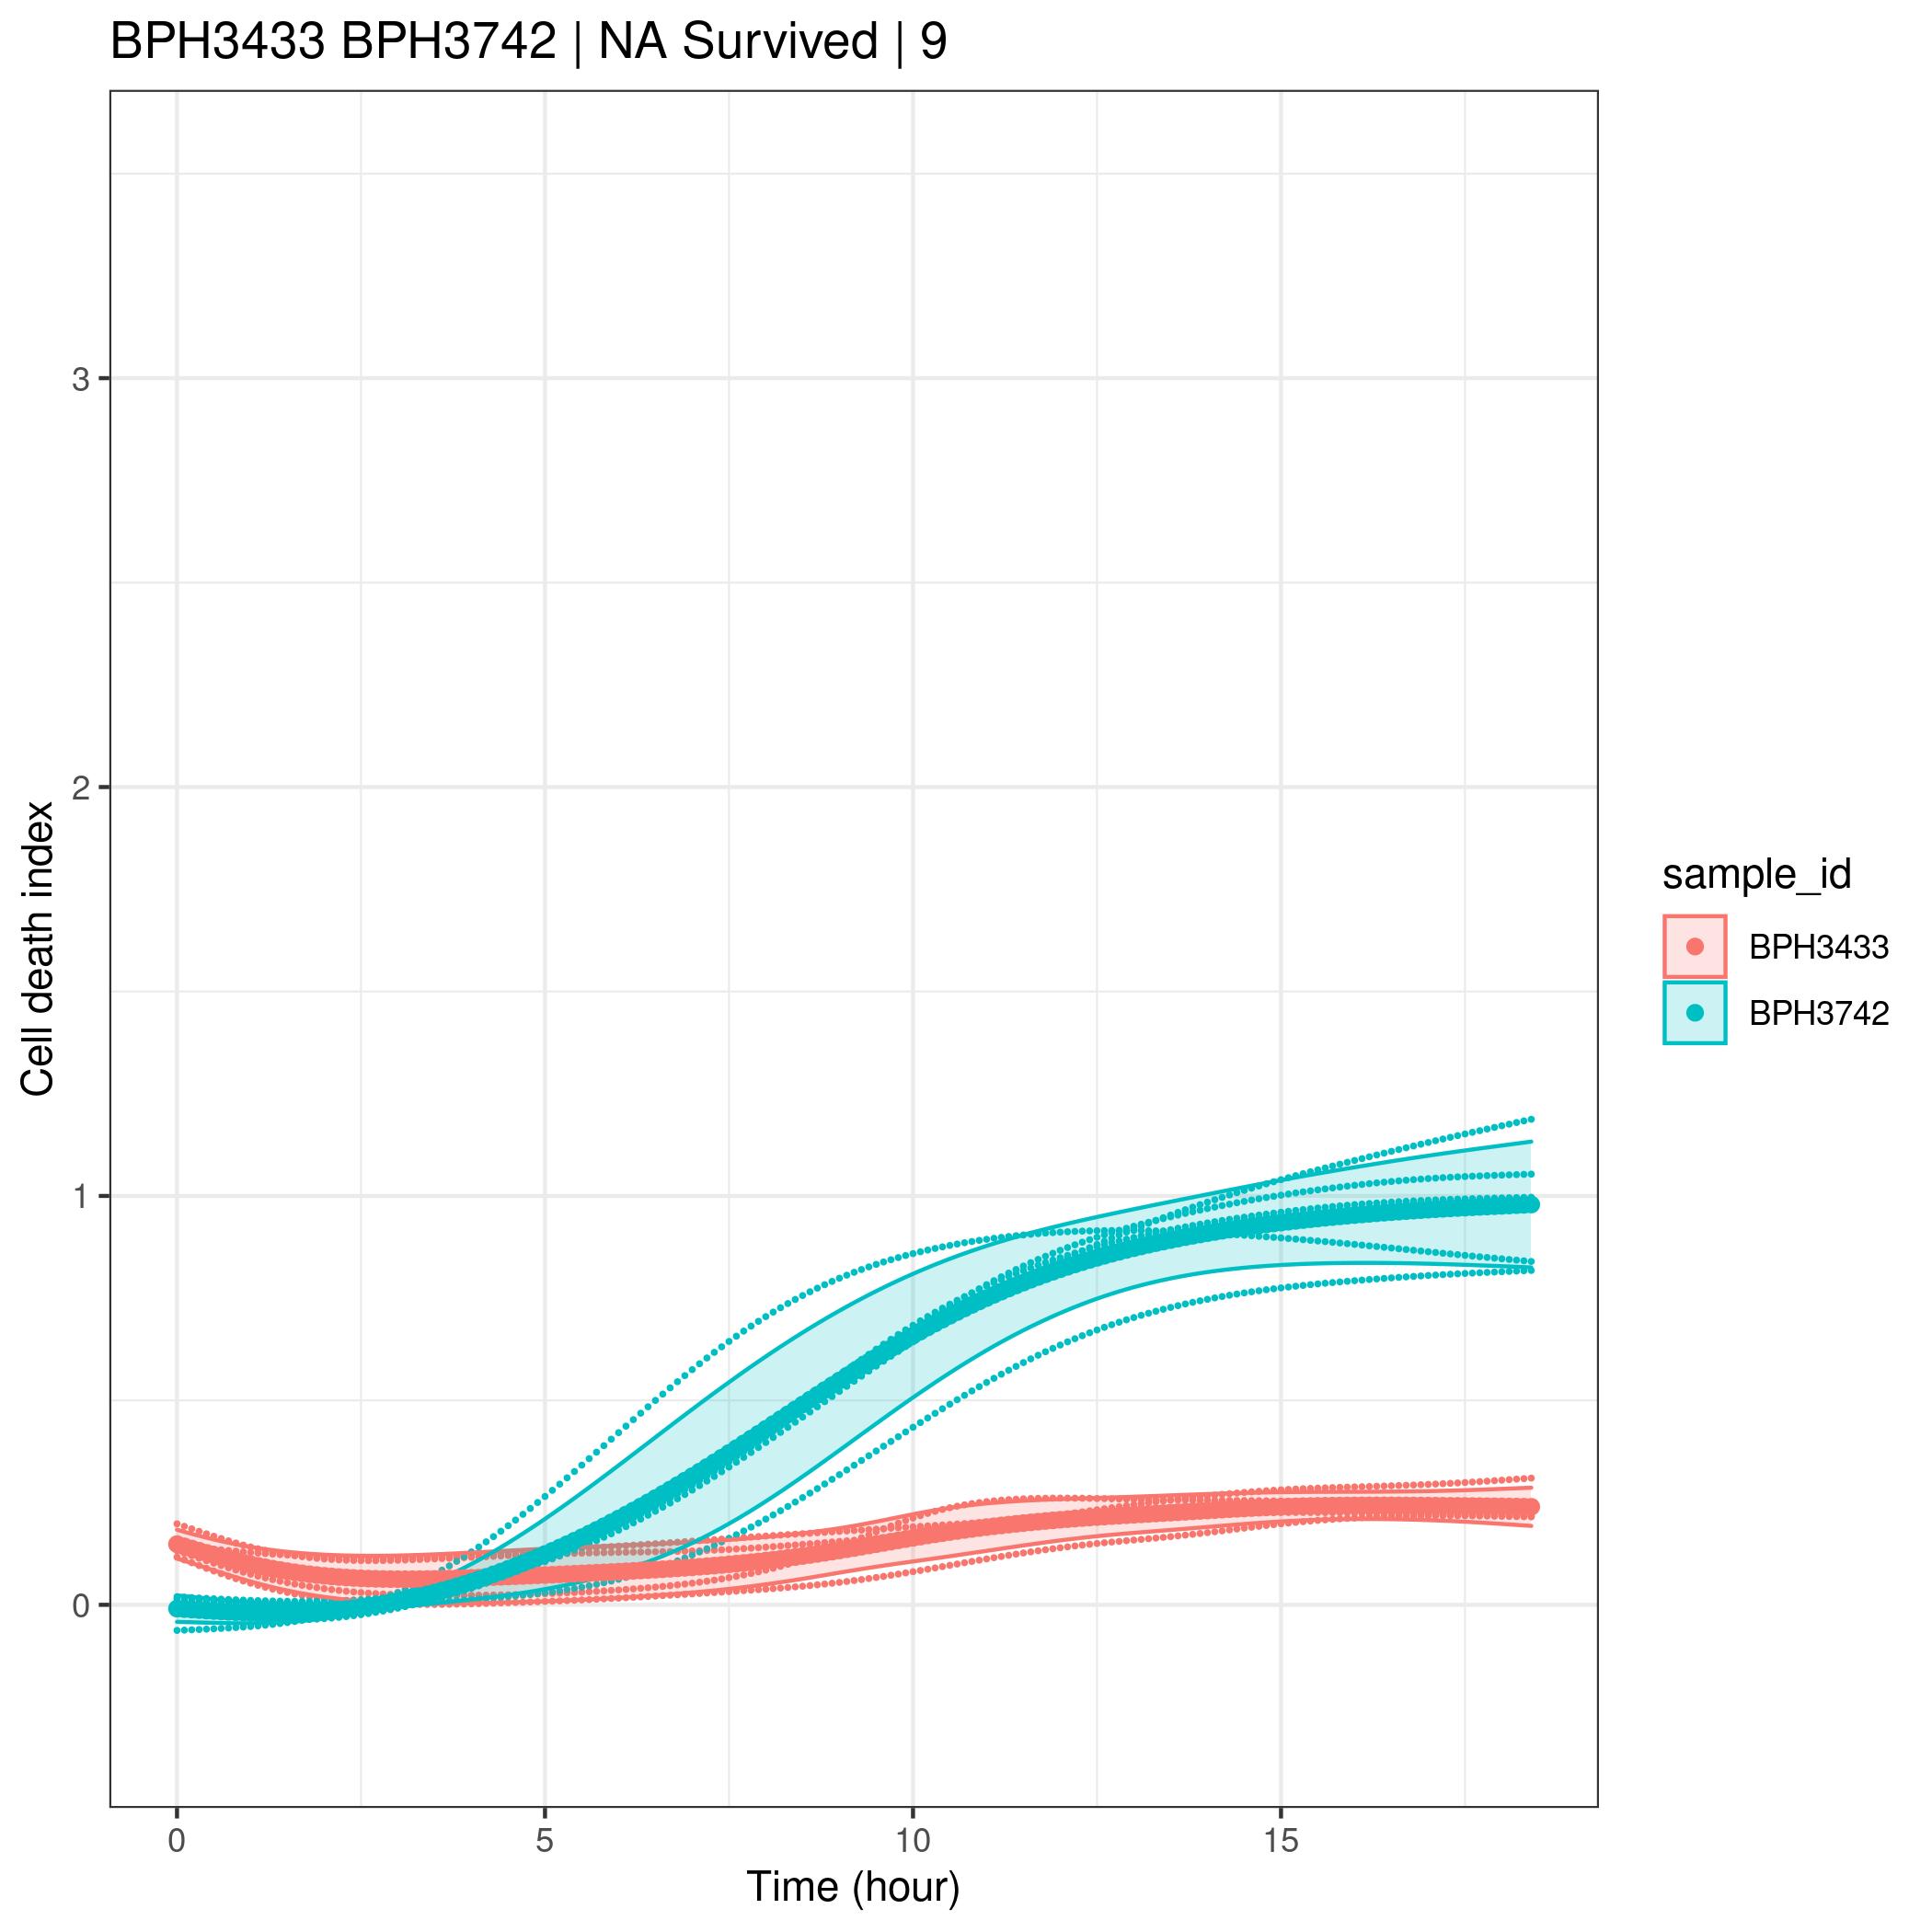 BPH3433 BPH3742 | NA Survived | 9
3
2
1
0
Cell death index
0 5 10 15
Time (hour)
sample_id
BPH3433
BPH3742